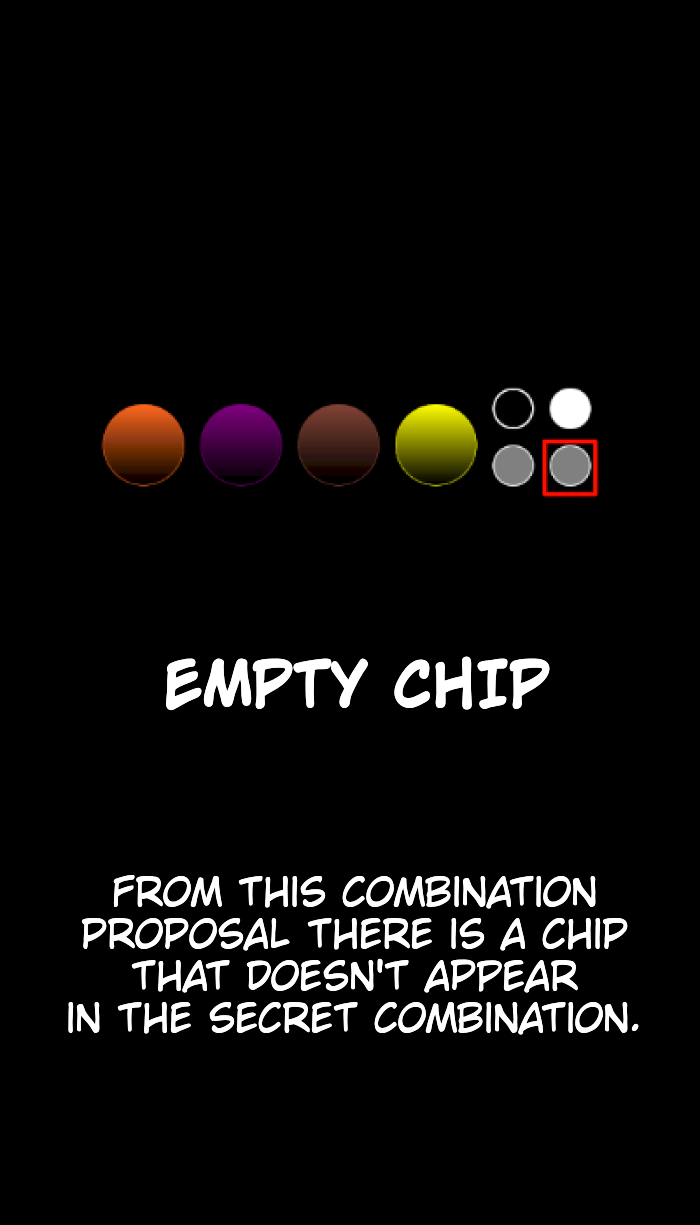 EMPTY CHIP
FROM THIS COMBINATION
PROPOSAL THERE IS A CHIP
THAT DOESN'T APPEAR
IN THE SECRET COMBINATION.